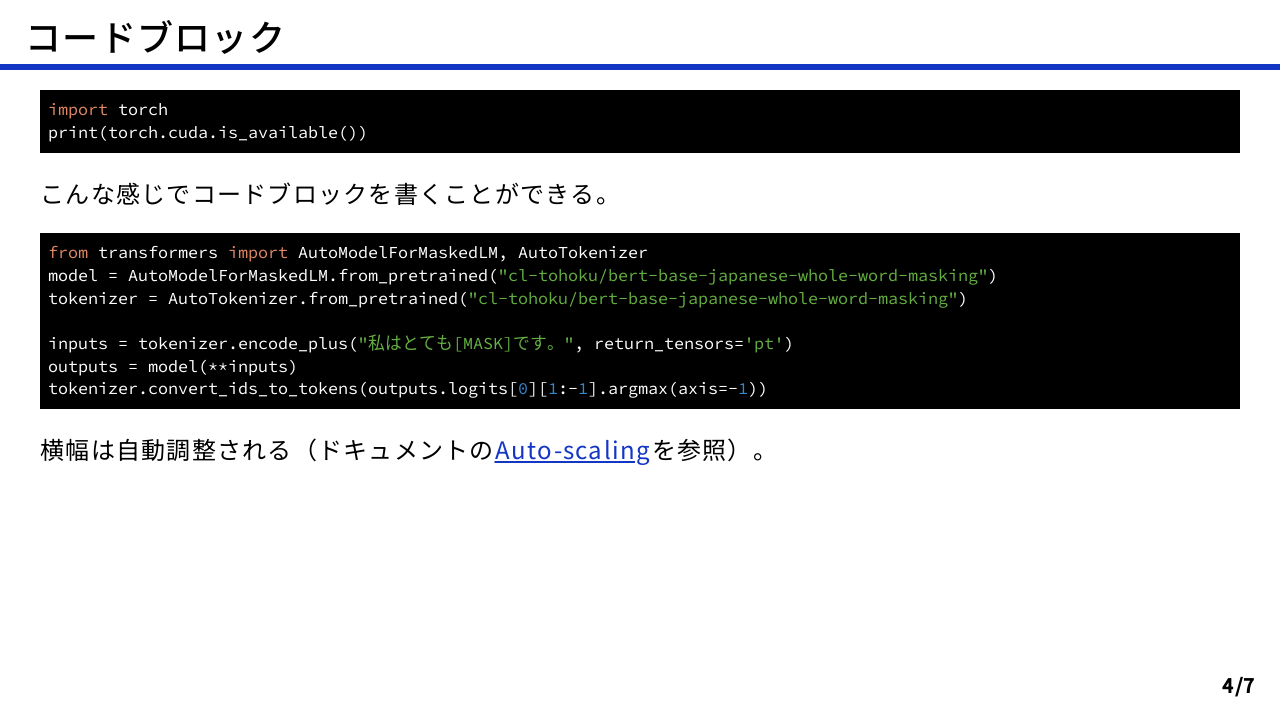 コードブロック
import torch
print(torch.cuda.is_available())
こんな感じでコードブロックを書くことができる。
from transformers import AutoModelForMaskedLM, AutoTokenizer
model = AutoModelForMaskedLM.from_pretrained("cl-tohoku/bert-base-japanese-whole-word-masking")
tokenizer = AutoTokenizer.from_pretrained("cl-tohoku/bert-base-japanese-whole-word-masking")
inputs = tokenizer.encode_plus("私はとても[MASK]です。", return_tensors='pt')
outputs = model(**inputs)
tokenizer.convert_ids_to_tokens(outputs.logits[0][1:-1].argmax(axis=-1))
横幅は自動調整される（ドキュメントのAuto-scalingを参照）。
4/7